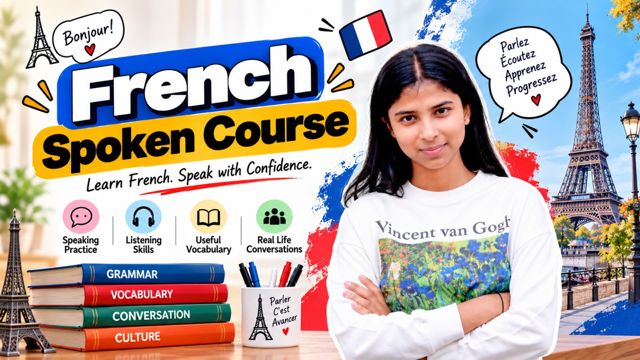 Bonjour!
French
Spoken Course
Learn French. Speak with Confidence.
Speaking
Practice
Listening
Skills
Useful
Vocabulary
Real Life
Conversations
GRAMMAR
VOCABULARY
CONVERSATION
CULTURE
Parler
C'est
Avancer
Parlez
Écoutez
Apprenez
Progressez
Vincent van Gogh